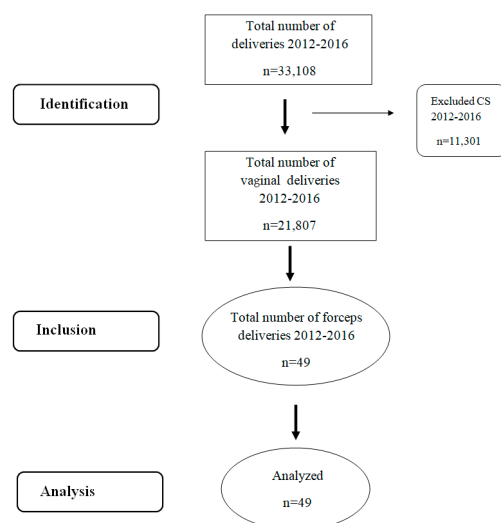 Total number of
deliveries 2012-2016
n=33,108
Identification
Excluded CS
2012-2016
n=11,301
Total number of
vaginal deliveries
2012-2016
n=21,807
Inclusion
Total number of forceps
deliveries 2012-2016
n=49
Analysis
Analyzed
n=49